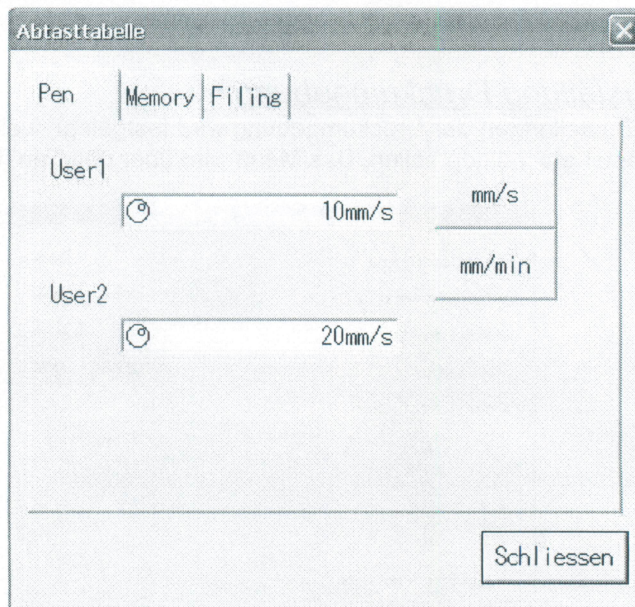 Abtasttabelle
Pen Memory Filing
User1
10mm/s mm/s
mm/min
User2
20mm/s
Schliessen